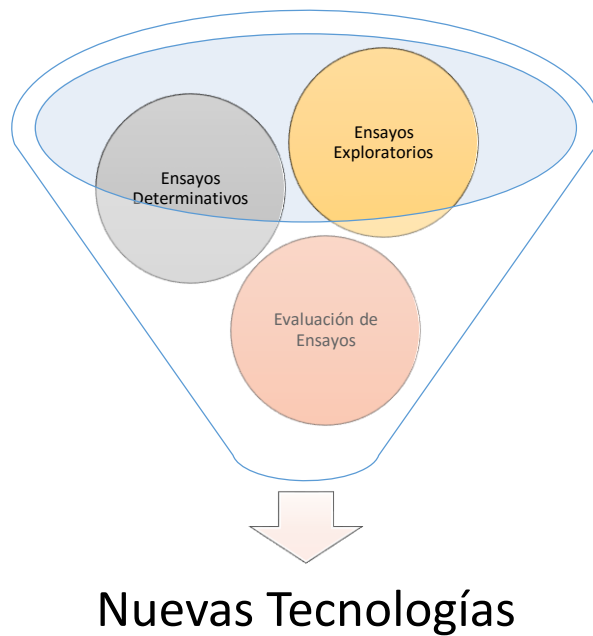 Ensayos
Exploratorios
Ensayos
Determinativos
Evaluación de
Ensayos
Nuevas Tecnologías